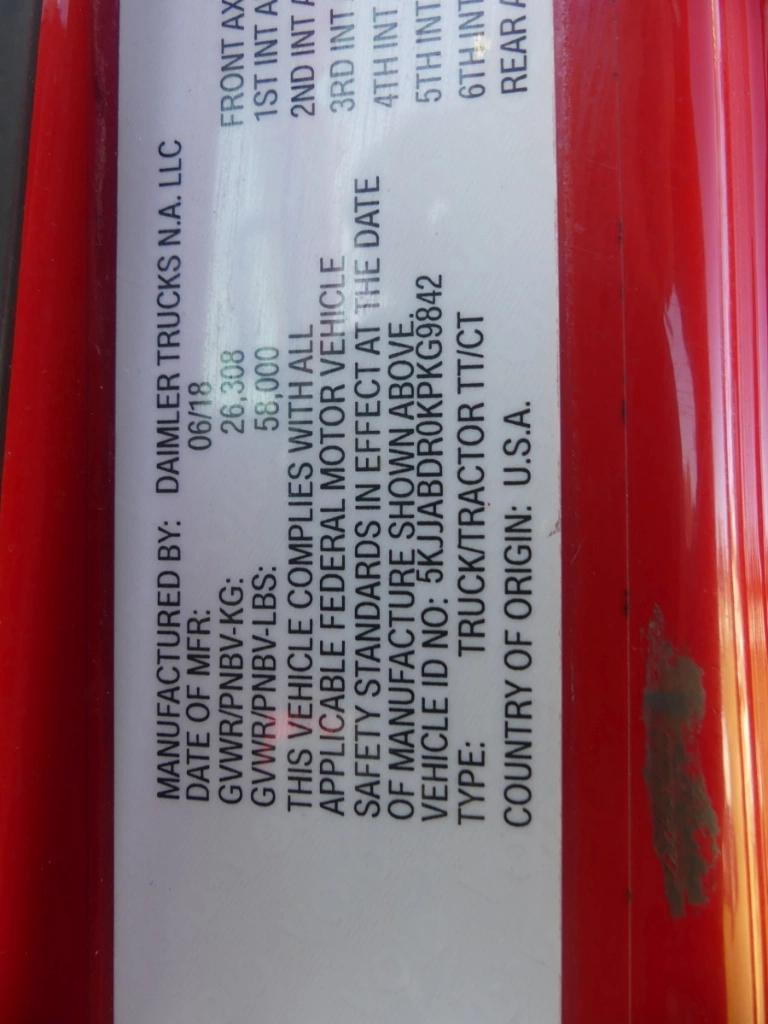 MANUFACTURED BY: DAIMLER TRUCKS N.A. LLC
DATE OF MFR: 06/18
GVWR/PNBV-KG: 26,308
GVWR/PNBV-LBS: 58,000
THIS VEHICLE COMPLIES WITH ALL
APPLICABLE FEDERAL MOTOR VEHICLE
SAFETY STANDARDS IN EFFECT AT THE DATE
OF MANUFACTURE SHOWN ABOVE.
VEHICLE ID NO: 5KJJABDR0KPKG9842
TYPE: TRUCK/TRACTOR TT/CT
COUNTRY OF ORIGIN: U.S.A.
FRONT AX
1ST INT A
2ND INT A
3RD INT
4TH INT
5TH INT
6TH INT
REAR A